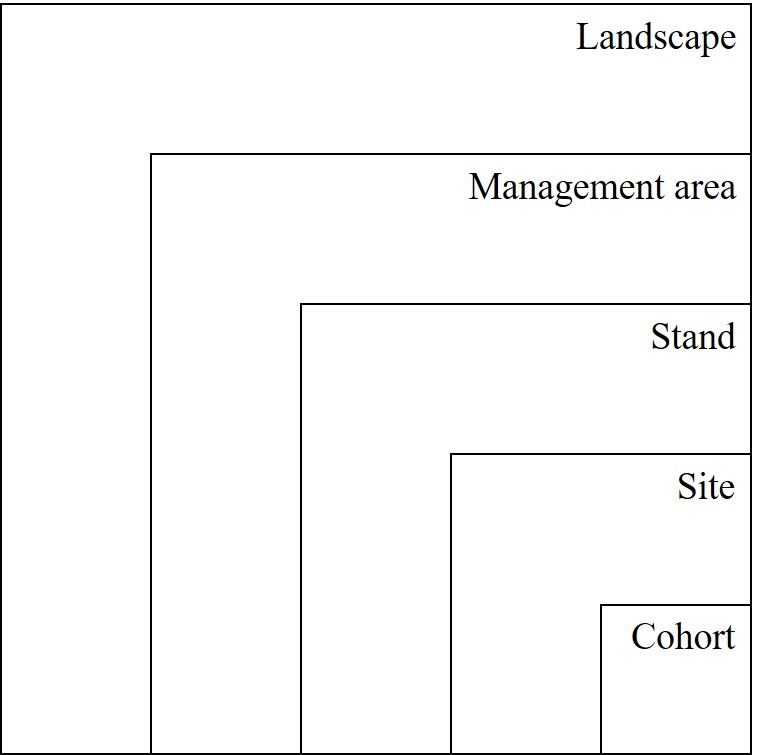 Landscape
Management area
Stand
Site
Cohort